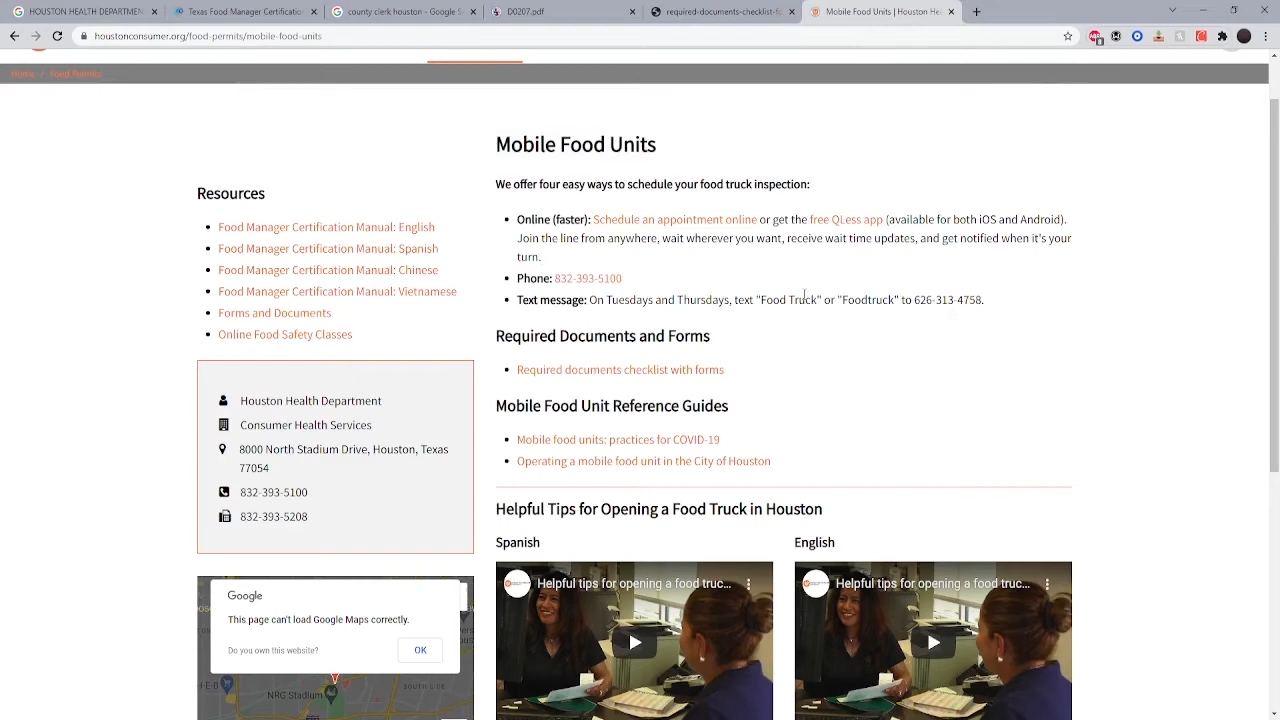 HOUSTON HEALTH DEPARTMEN
Texas Food Manager Certification
county clerk houston - Google S
D0207.pdf
required-documents-checklist-fo
Mobile Food Units | Houston He
houstonconsumer.org/food-permits/mobile-food-units
Home / Food Permits
Mobile Food Units
We offer four easy ways to schedule your food truck inspection:
Online (faster): Schedule an appointment online or get the free QLess app (available for both iOS and Android).
Join the line from anywhere, wait wherever you want, receive wait time updates, and get notified when it's your
turn.
Phone: 832-393-5100
Text message: On Tuesdays and Thursdays, text "Food Truck" or "Foodtruck" to 626-313-4758.
Required Documents and Forms
Required documents checklist with forms
Mobile Food Unit Reference Guides
Mobile food units: practices for COVID-19
Operating a mobile food unit in the City of Houston
Helpful Tips for Opening a Food Truck in Houston
Spanish
English
Helpful tips for opening a food truc...
Helpful tips for opening a food truc...
Resources
Food Manager Certification Manual: English
Food Manager Certification Manual: Spanish
Food Manager Certification Manual: Chinese
Food Manager Certification Manual: Vietnamese
Forms and Documents
Online Food Safety Classes
Houston Health Department
Consumer Health Services
8000 North Stadium Drive, Houston, Texas
77054
832-393-5100
832-393-5208
Google
This page can't load Google Maps correctly.
Do you own this website?
OK
NRG Stadium